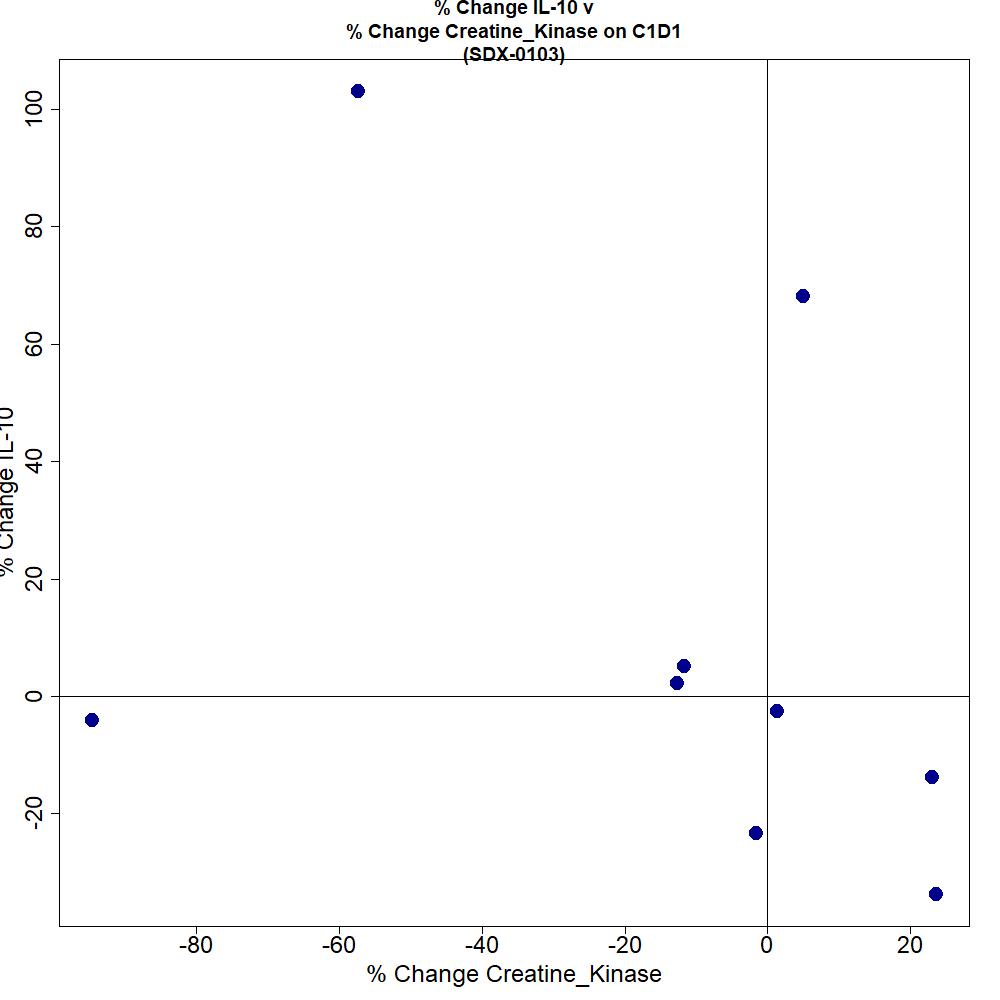 % Change IL-10 v
% Change Creatine_Kinase on C1D1
(SDX-0103)
% Change IL-10
100
80
60
40
20
0
-20
-80
-60
-40
-20
0
20
% Change Creatine_Kinase